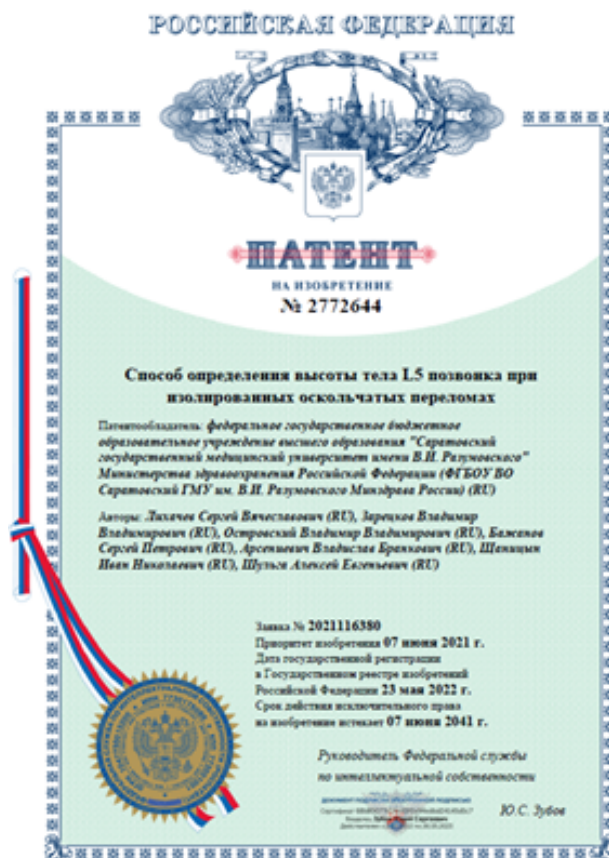 РОССИЙСКАЯ ФЕДЕРАЦИЯ
ПАТЕНТ
НА ИЗОБРЕТЕНИЕ
№ 2772644
Способ определения высоты тела L5 позвонка при
изолированных оскольчатых переломах
Патентообладатель: федеральное государственное бюджетное
образовательное учреждение высшего образования "Саратовский
государственный медицинский университет имени В.И. Разумовского"
Министерства здравоохранения Российской Федерации (ФГБОУ ВО
Саратовский ГМУ им. В.И. Разумовского Минздрава России) (RU)
Авторы: Лихачев Сергей Вячеславович (RU), Зарецков Владимир
Владимирович (RU), Островский Владимир Владимирович (RU), Бажанов
Сергей Петрович (RU), Арсениевич Владислав Бранкович (RU), Щаницын
Иван Николаевич (RU), Шульга Алексей Евгеньевич (RU)
Заявка № 2021116380
Приоритет изобретения 07 июня 2021 г.
Дата государственной регистрации
в Государственном реестре изобретений
Российской Федерации 23 мая 2022 г.
Срок действия исключительного права
на изобретение истекает 07 июня 2041 г.
Руководитель Федеральной службы
по интеллектуальной собственности
ДОКУМЕНТ ПОДПИСАН ЭЛЕКТРОННОЙ ПОДПИСЬЮ
Ю.С. Зубов